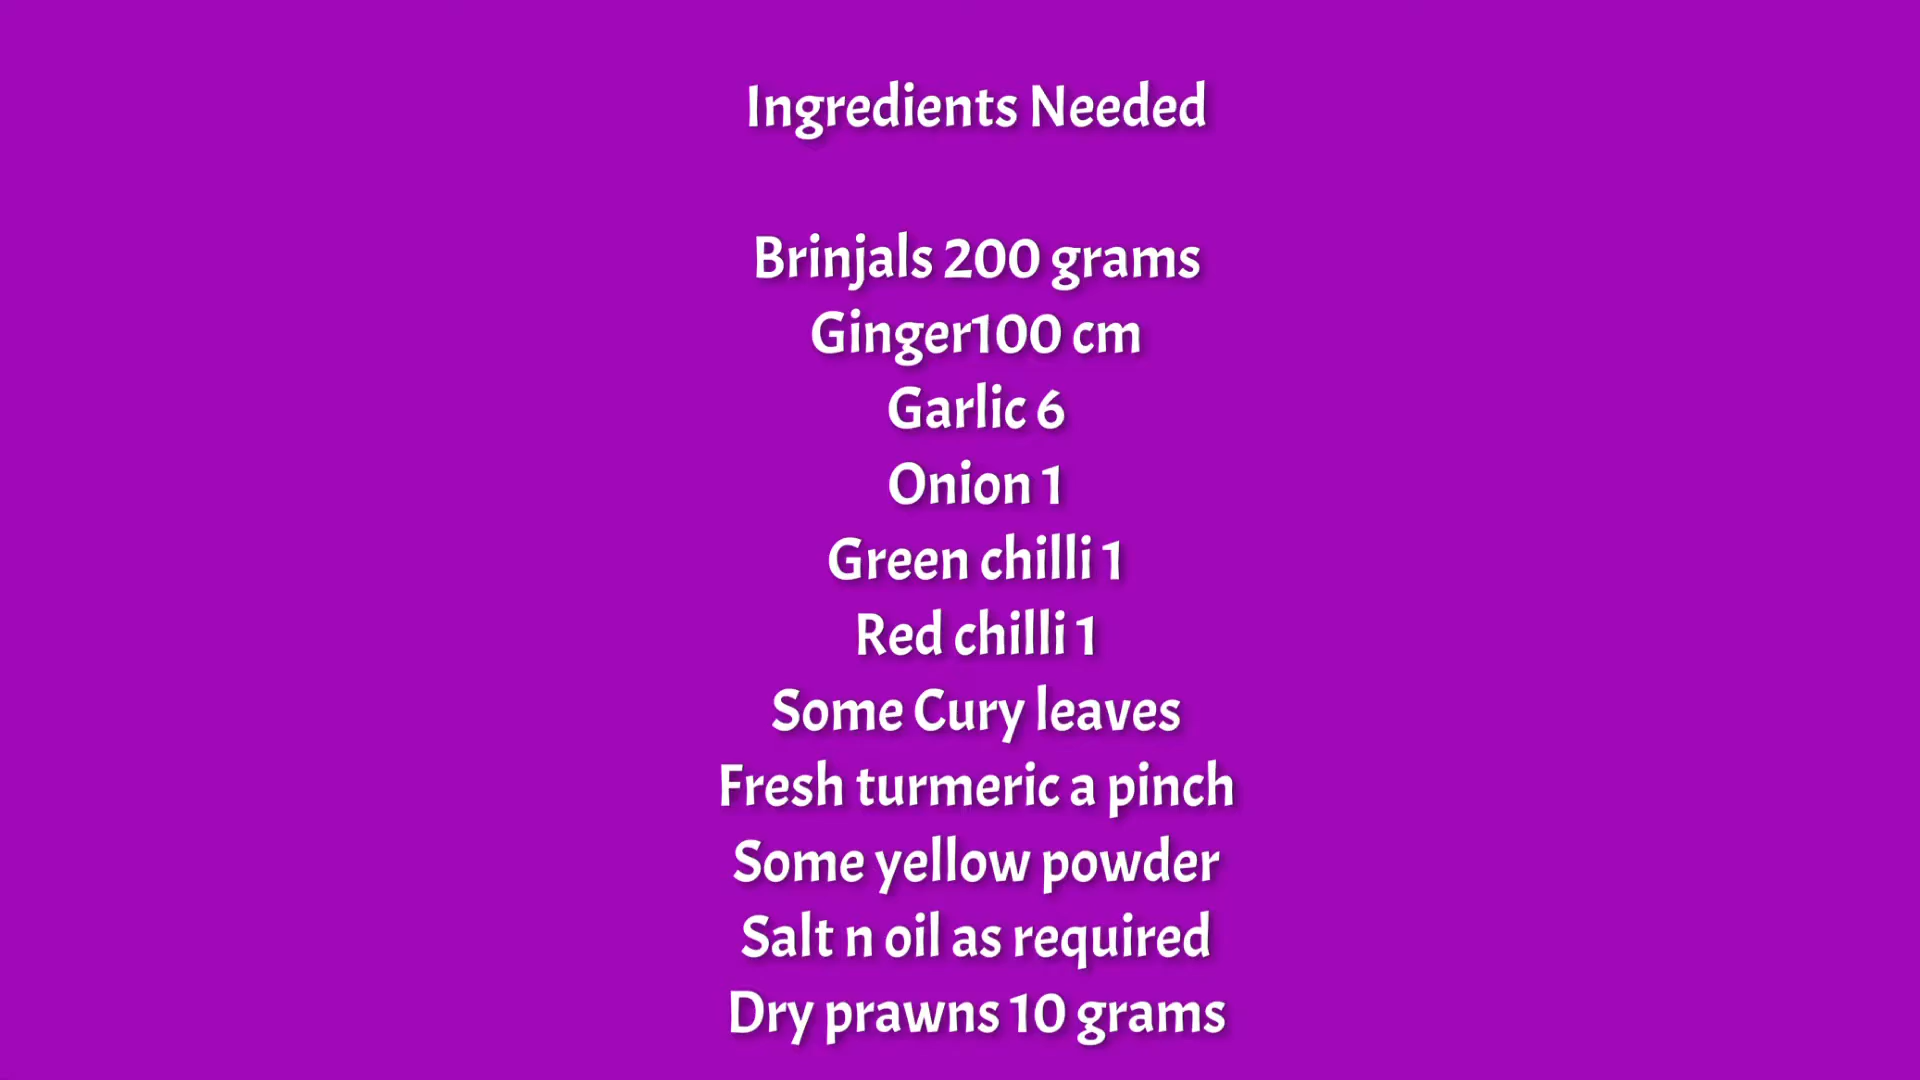 Ingredients Needed
Brinjals 200 grams
Ginger100 cm
Garlic 6
Onion 1
Green chilli 1
Red chilli 1
Some Cury leaves
Fresh turmeric a pinch
Some yellow powder
Salt n oil as required
Dry prawns 10 grams